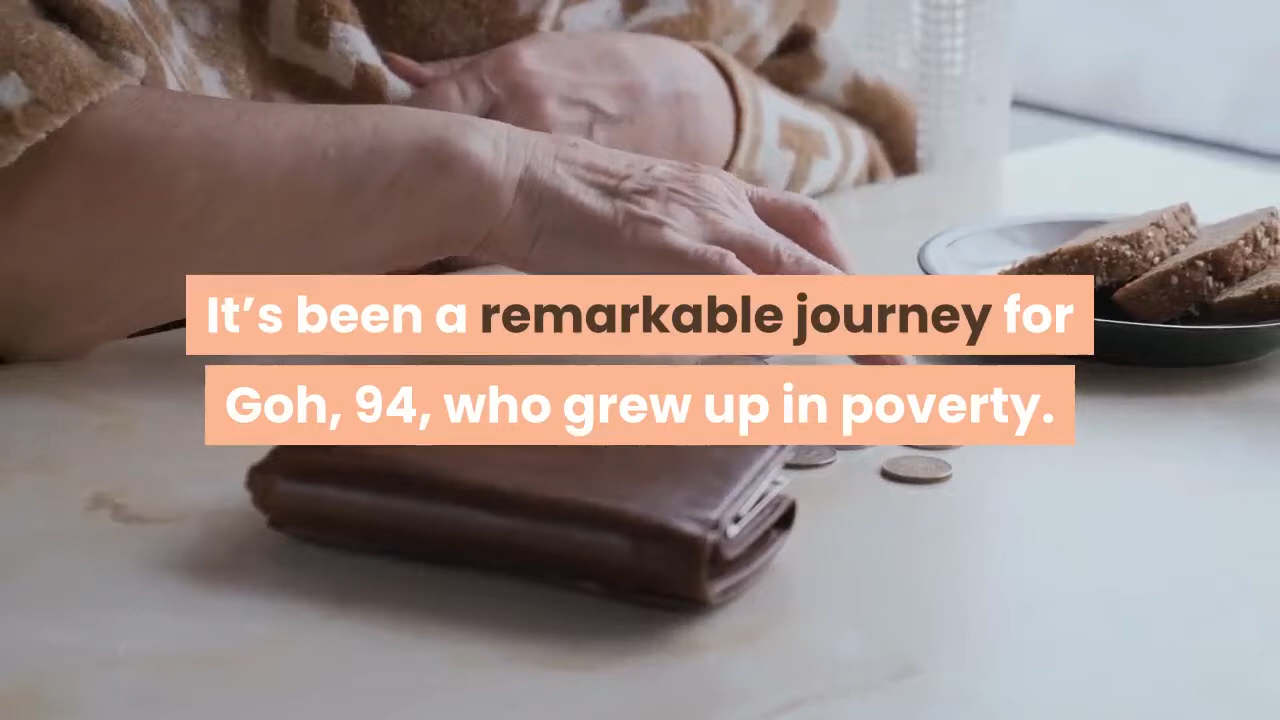 It’s been a remarkable journey for
Goh, 94, who grew up in poverty.